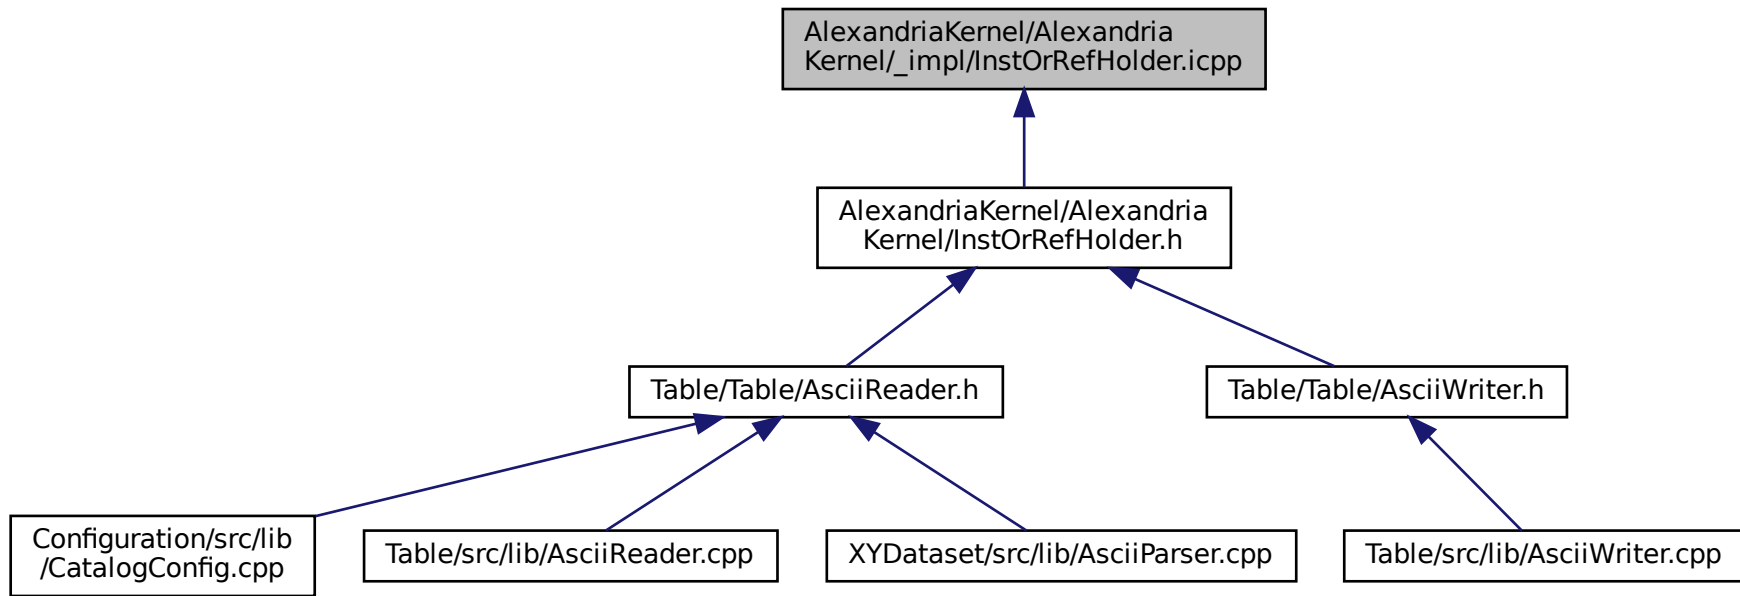 AlexandriaKernel/Alexandria
Kernel/_impl/InstOrRefHolder.icpp
AlexandriaKernel/Alexandria
Kernel/InstOrRefHolder.h
Table/Table/AsciiReader.h
Table/Table/AsciiWriter.h
Configuration/src/lib
/CatalogConfig.cpp
Table/src/lib/AsciiReader.cpp
XYDataset/src/lib/AsciiParser.cpp
Table/src/lib/AsciiWriter.cpp